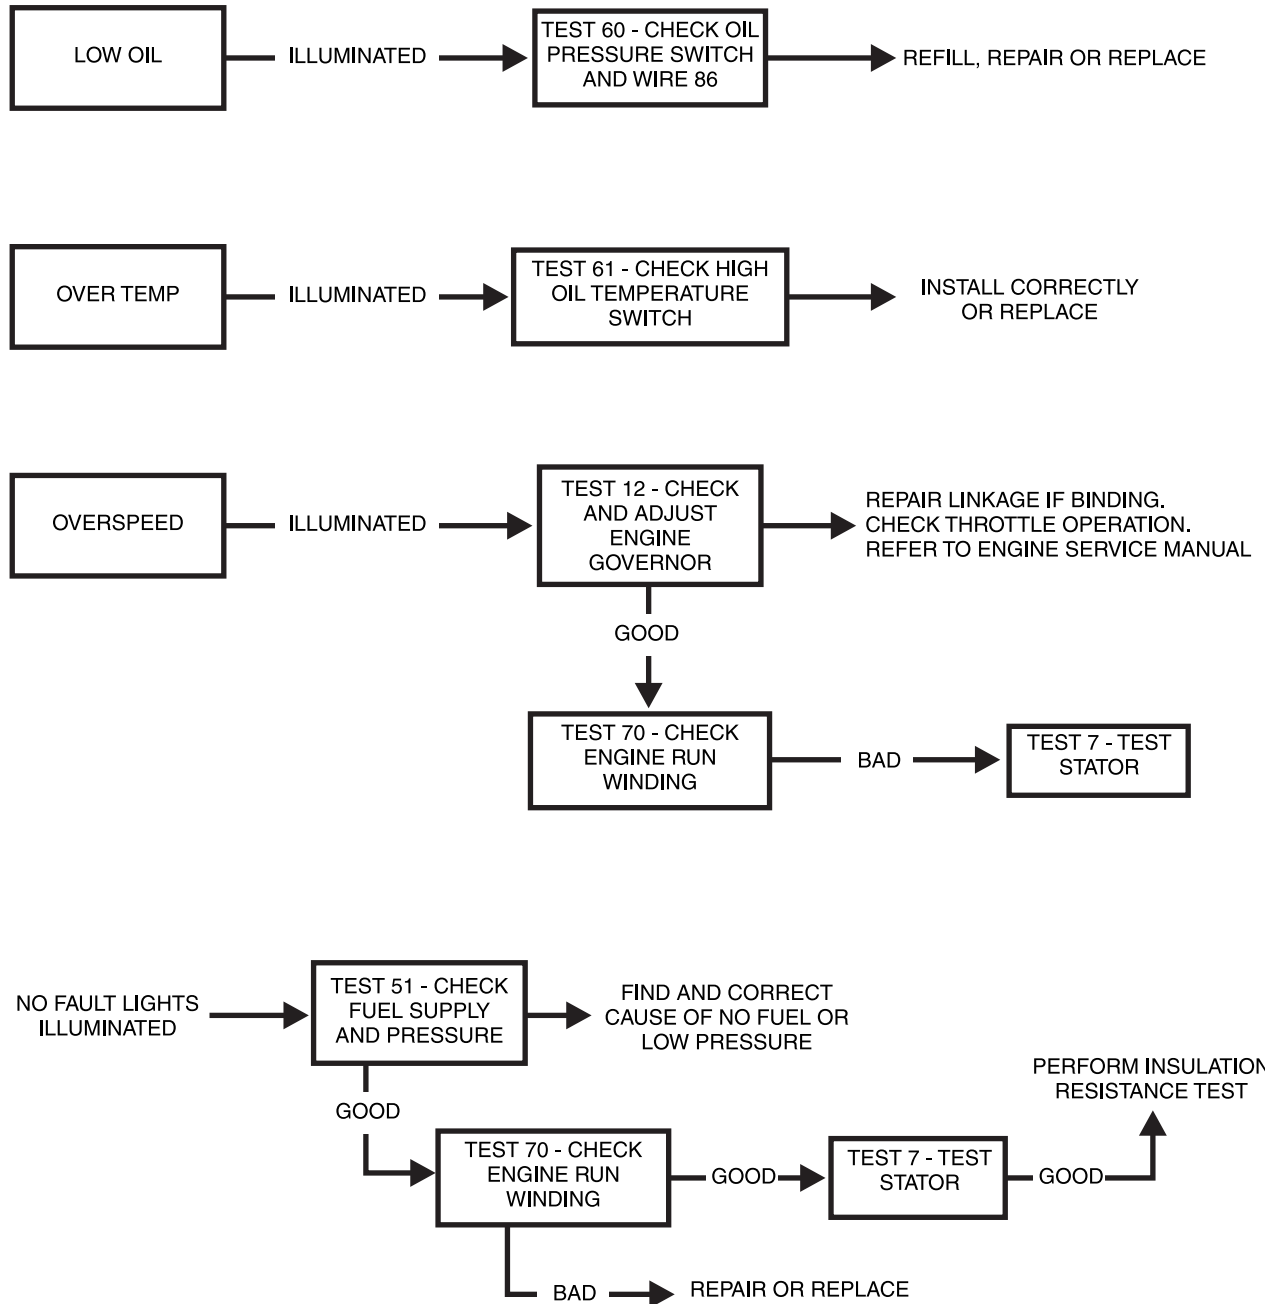 LOW OIL
ILLUMINATED
TEST 60 - CHECK OIL
PRESSURE SWITCH
AND WIRE 86
REFILL, REPAIR OR REPLACE
OVER TEMP
ILLUMINATED
TEST 61 - CHECK HIGH
OIL TEMPERATURE
SWITCH
INSTALL CORRECTLY
OR REPLACE
OVERSPEED
ILLUMINATED
TEST 12 - CHECK
AND ADJUST
ENGINE
GOVERNOR
REPAIR LINKAGE IF BINDING.
CHECK THROTTLE OPERATION.
REFER TO ENGINE SERVICE MANUAL
GOOD
TEST 70 - CHECK
ENGINE RUN
WINDING
BAD
TEST 7 - TEST
STATOR
NO FAULT LIGHTS
ILLUMINATED
TEST 51 - CHECK
FUEL SUPPLY
AND PRESSURE
FIND AND CORRECT
CAUSE OF NO FUEL OR
LOW PRESSURE
GOOD
TEST 70 - CHECK
ENGINE RUN
WINDING
GOOD
TEST 7 - TEST
STATOR
GOOD
PERFORM INSULATION
RESISTANCE TEST
BAD
REPAIR OR REPLACE